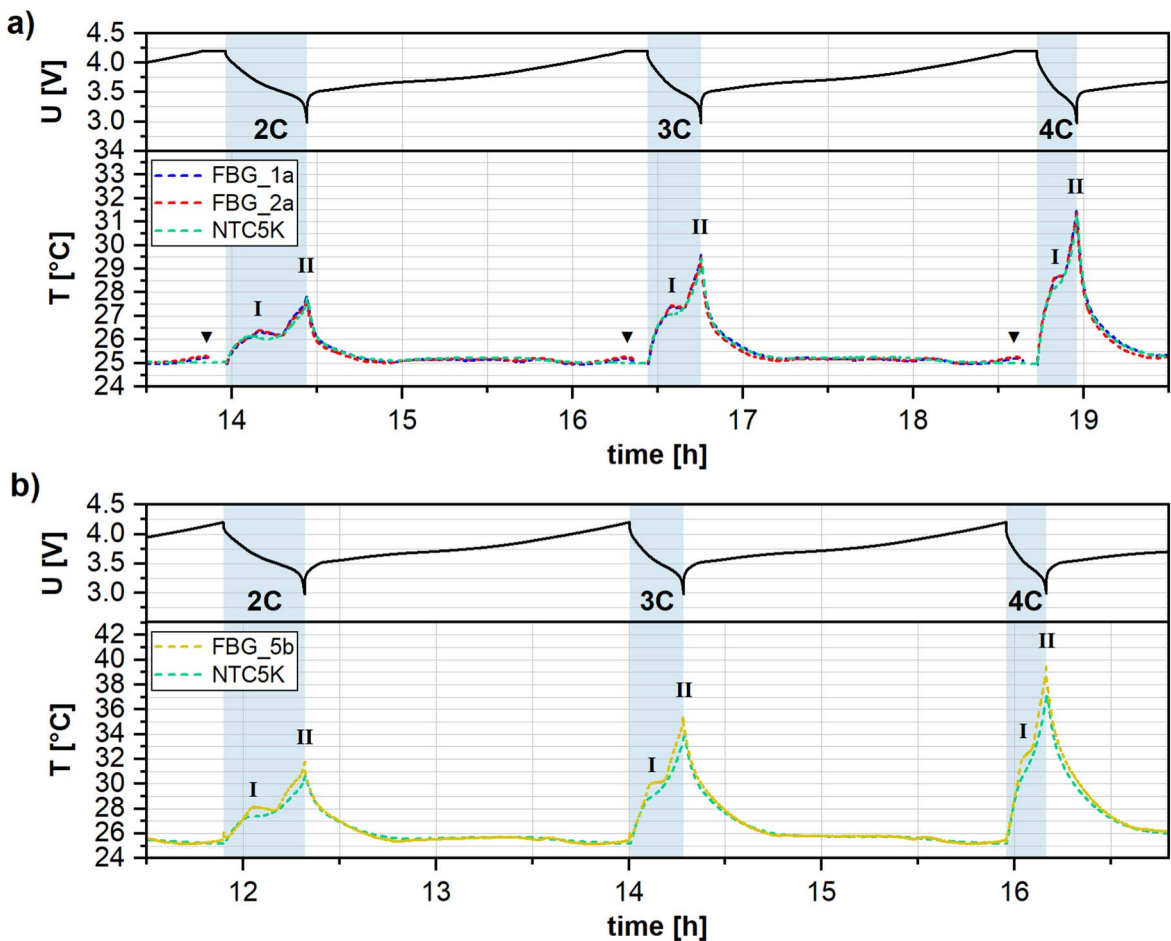 a)
U [V]
4.5
4.0
3.5
3.0
2C
3C
4C
T [°C]
34
33
32
31
30
29
28
27
26
25
24
FBG_1a
FBG_2a
NTC5K
I
II
I
II
I
II
14
15
16
17
18
19
time [h]
b)
U [V]
4.5
4.0
3.5
3.0
2C
3C
4C
T [°C]
42
40
38
36
34
32
30
28
26
24
FBG_5b
NTC5K
I
II
I
II
I
II
12
13
14
15
16
time [h]